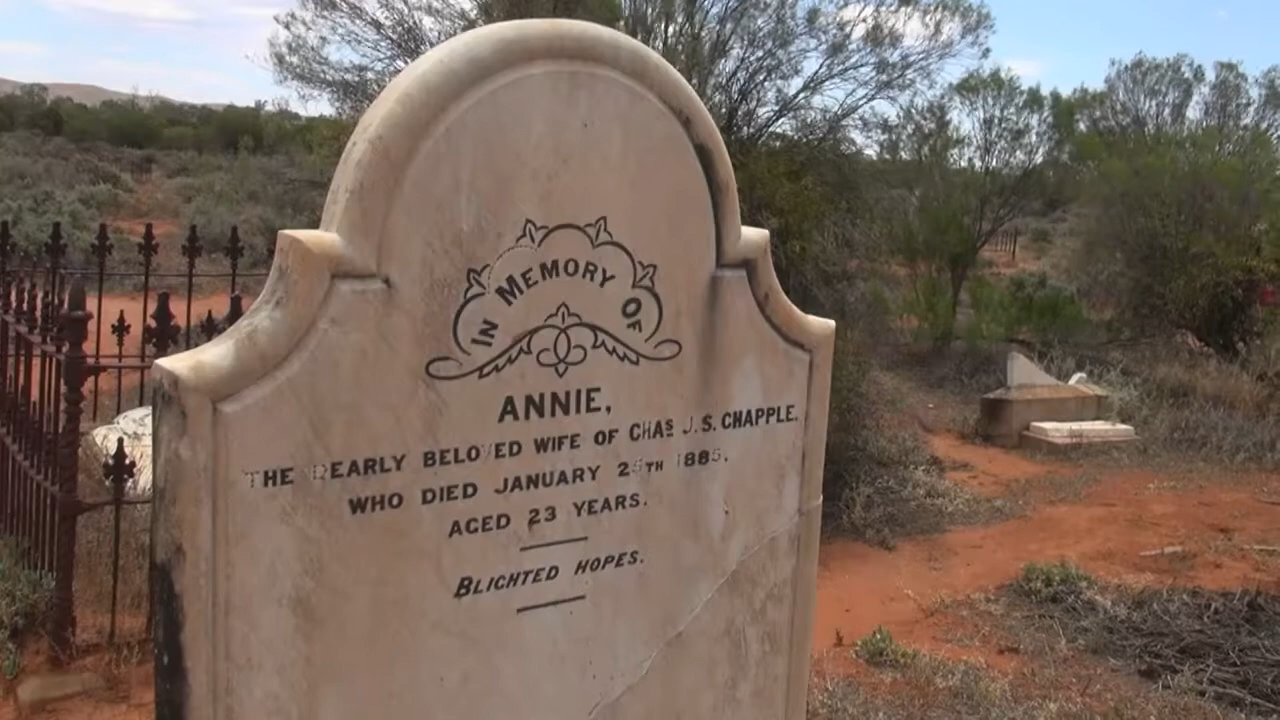 IN MEMORY OF
ANNIE,
THE DEARLY BELOVED WIFE OF CHAS J.S. CHAPPLE.
WHO DIED JANUARY 25TH 1885.
AGED 23 YEARS.
BLIGHTED HOPES.